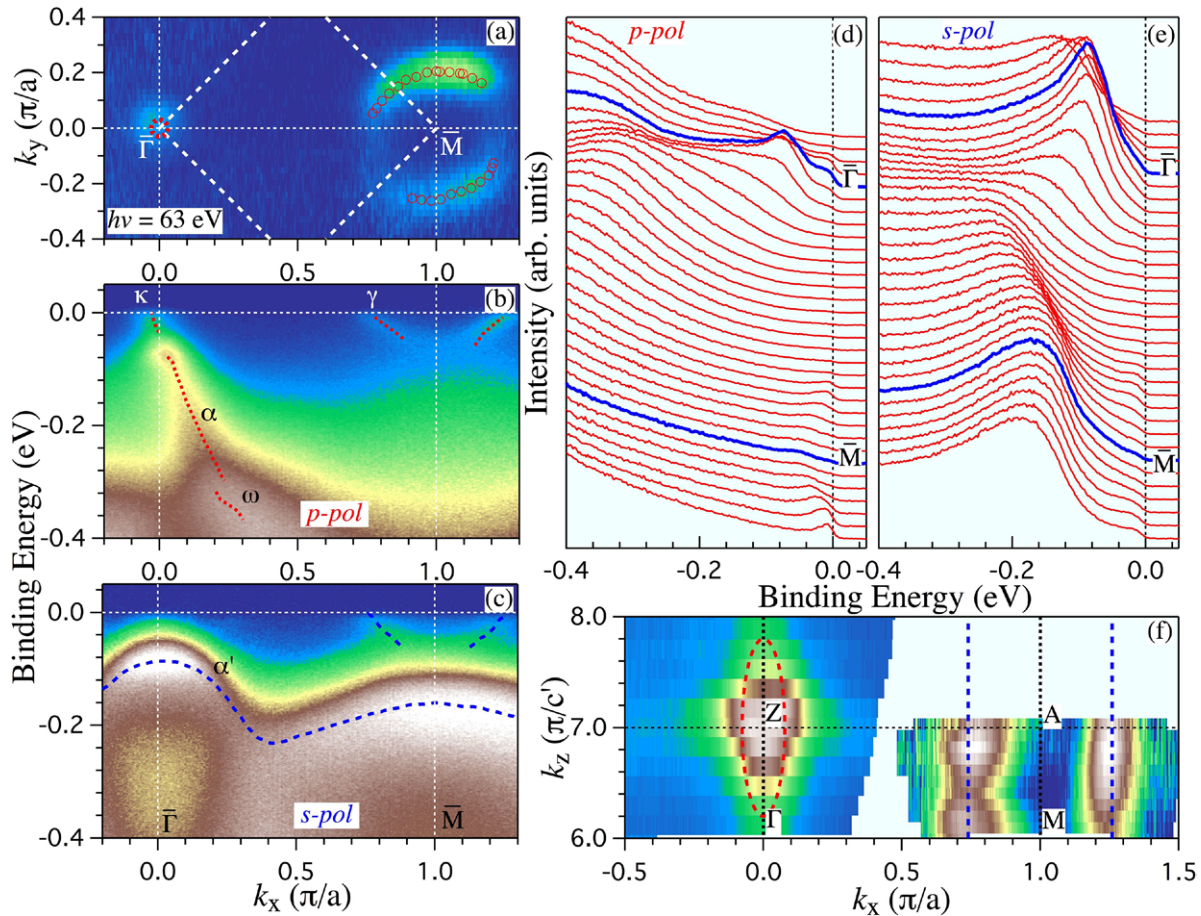 (a)
k_y (π/a)
0.4
0.2
0.0
-0.2
-0.4
Γ̅
M̅
hν = 63 eV
0.0
0.5
1.0
κ
γ
(b)
0.0
-0.2
-0.4
α
ω
p-pol
Binding Energy (eV)
0.0
0.5
1.0
(c)
0.0
-0.2
-0.4
α'
Γ̅
s-pol
M̅
0.0
0.5
1.0
k_x (π/a)
p-pol
(d)
Γ̅
M̅
Intensity (arb. units)
-0.4
-0.2
0.0
s-pol
(e)
Γ̅
M̅
-0.4
-0.2
0.0
Binding Energy (eV)
(f)
8.0
7.0
6.0
k_z (π/c')
Z
Γ
A
M
-0.5
0.0
0.5
1.0
1.5
k_x (π/a)